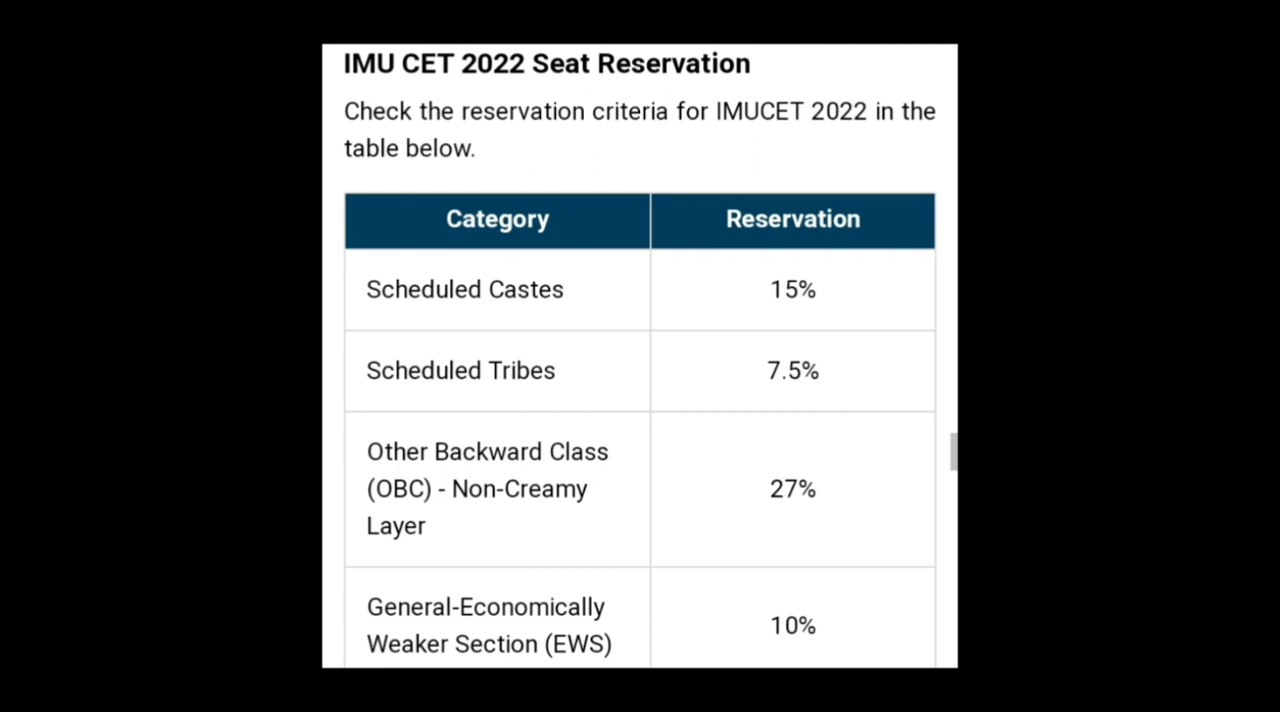 IMU CET 2022 Seat Reservation
Check the reservation criteria for IMUCET 2022 in the
table below.
Category Reservation
Scheduled Castes 15%
Scheduled Tribes 7.5%
Other Backward Class
(OBC) - Non-Creamy 27%
Layer
General-Economically
Weaker Section (EWS) 10%